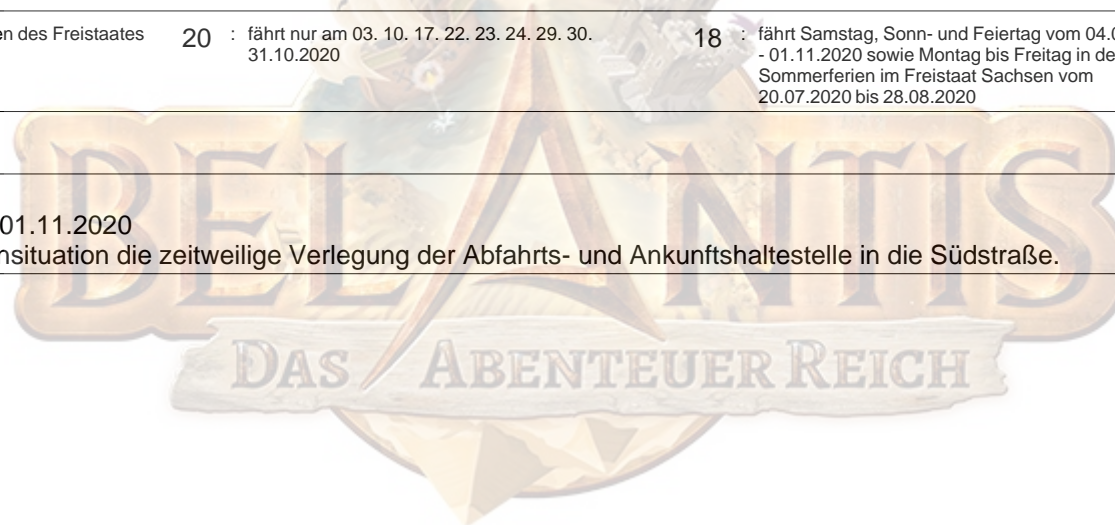 en des Freistaates
20 : fährt nur am 03. 10. 17. 22. 23. 24. 29. 30.
31.10.2020
18 : fährt Samstag, Sonn- und Feiertag vom 04.0
- 01.11.2020 sowie Montag bis Freitag in de
Sommerferien im Freistaat Sachsen vom
20.07.2020 bis 28.08.2020
01.11.2020
nsituation die zeitweilige Verlegung der Abfahrts- und Ankunftshaltestelle in die Südstraße.
BELANTIS
DAS ABENTEUER REICH